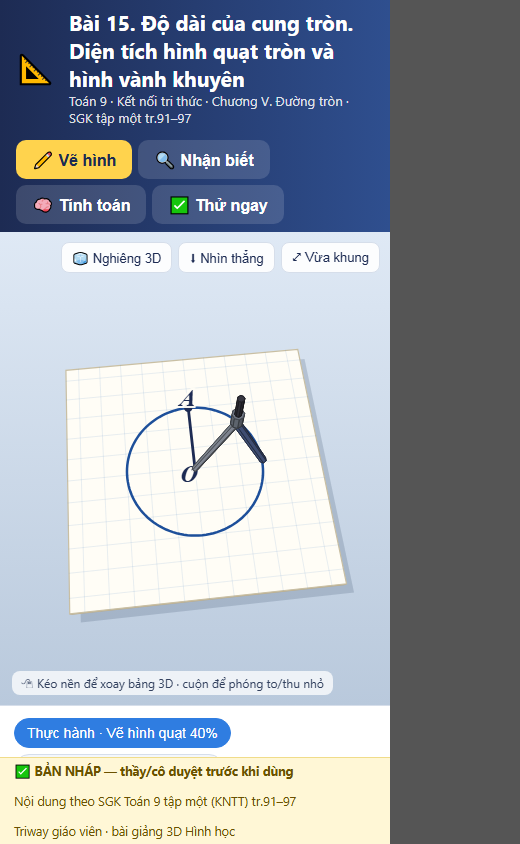 Bài 15. Độ dài của cung tròn.
Diện tích hình quạt tròn và
hình vành khuyên
Toán 9 · Kết nối tri thức · Chương V. Đường tròn ·
SGK tập một tr.91–97
Vẽ hình
Nhận biết
Tính toán
Thử ngay
Nghiêng 3D
⬇ Nhìn thẳng
⤢ Vừa khung
A
O
Kéo nền để xoay bảng 3D · cuộn để phóng to/thu nhỏ
Thực hành · Vẽ hình quạt 40%
✅ BẢN NHÁP — thầy/cô duyệt trước khi dùng
Nội dung theo SGK Toán 9 tập một (KNTT) tr.91–97
Triway giáo viên · bài giảng 3D Hình học